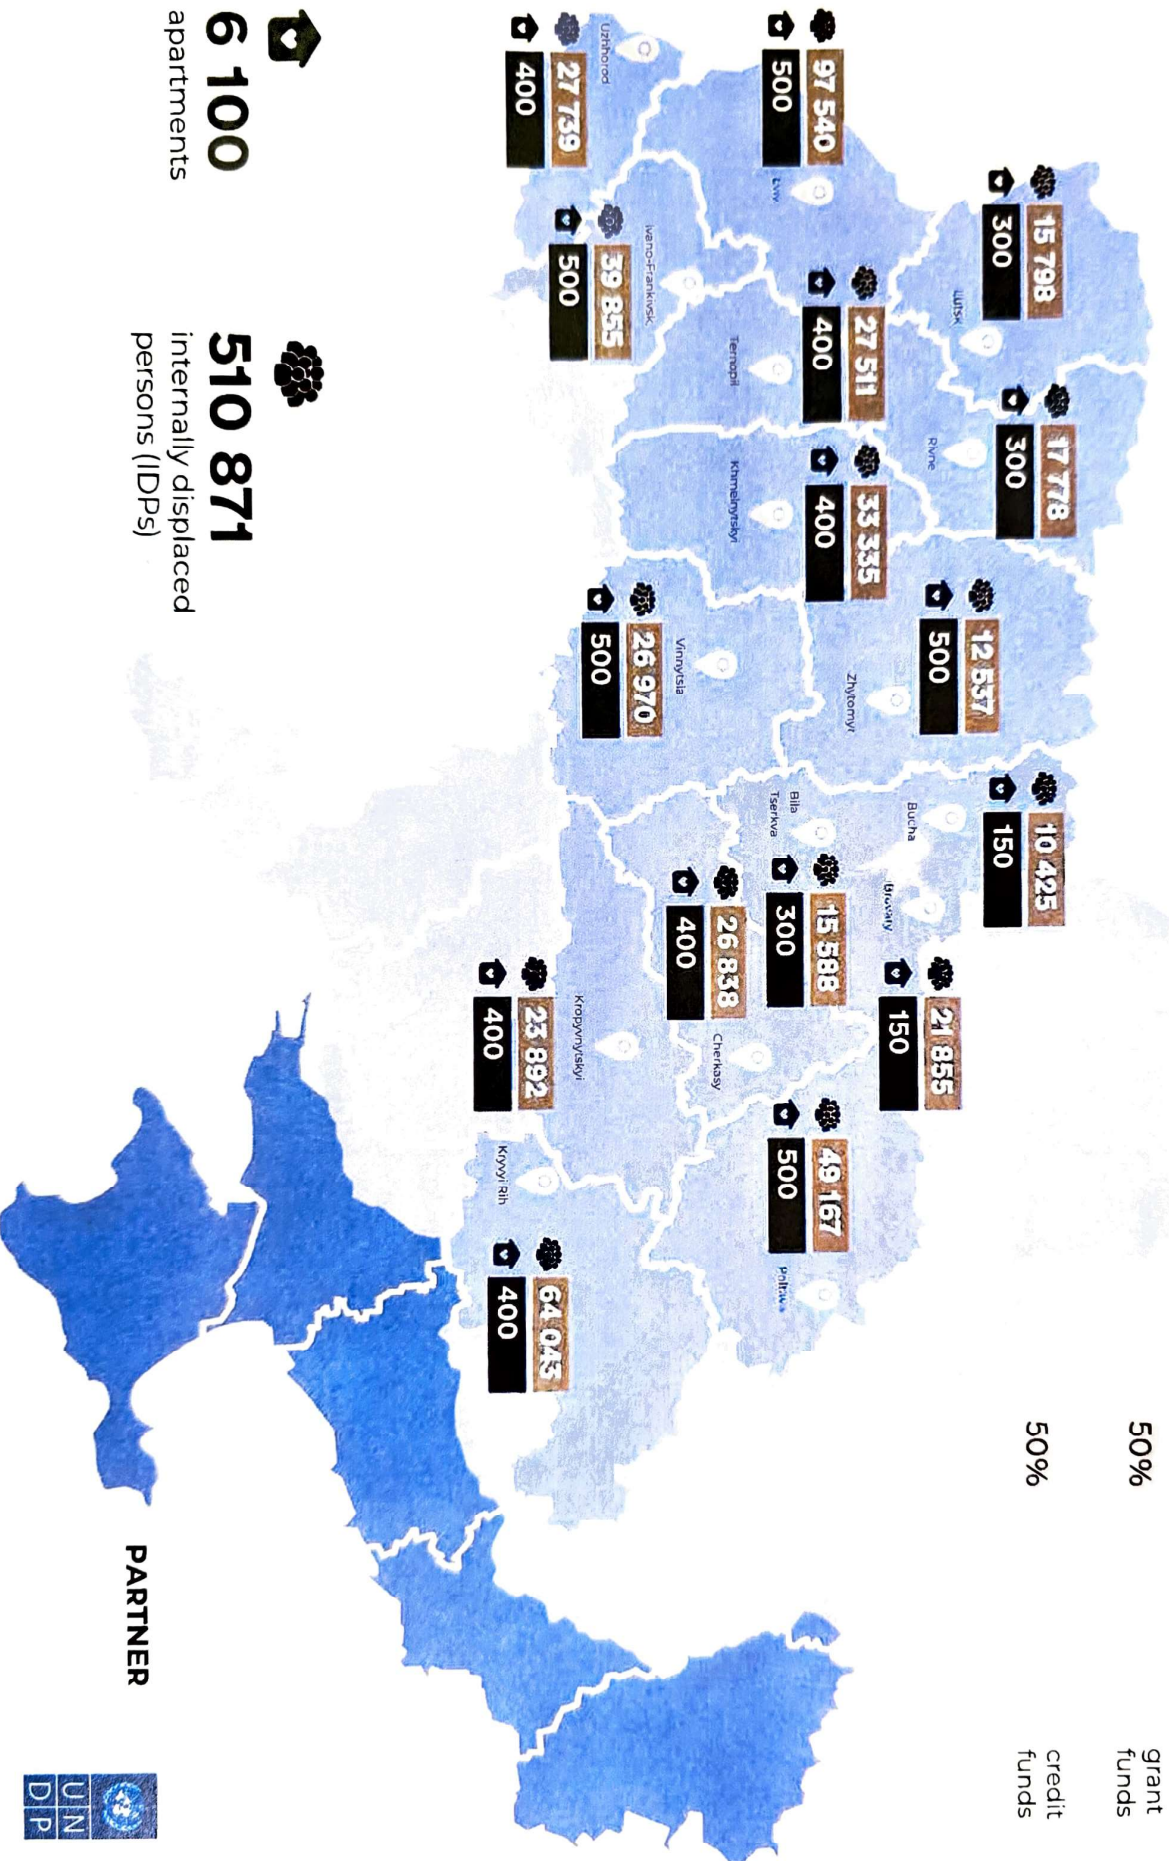 50%
grant
funds
50%
credit
funds
15 798
300
Lutsk
17 778
300
Rivne
12 537
500
Zhytomyr
10 425
150
Bucha
21 855
150
Brovary
97 540
500
Lviv
27 511
400
Ternopil
33 335
400
Khmelnytskyi
15 588
300
Bila
Tserkva
49 167
500
Poltava
26 838
400
Cherkasy
Uzhhorod
27 739
400
Ivano-Frankivsk
39 855
500
Vinnytsia
26 970
500
Kropyvnytskyi
23 892
400
Kryvyi Rih
64 043
400
6 100
apartments
510 871
internally displaced
persons (IDPs)
PARTNER
U N
D P